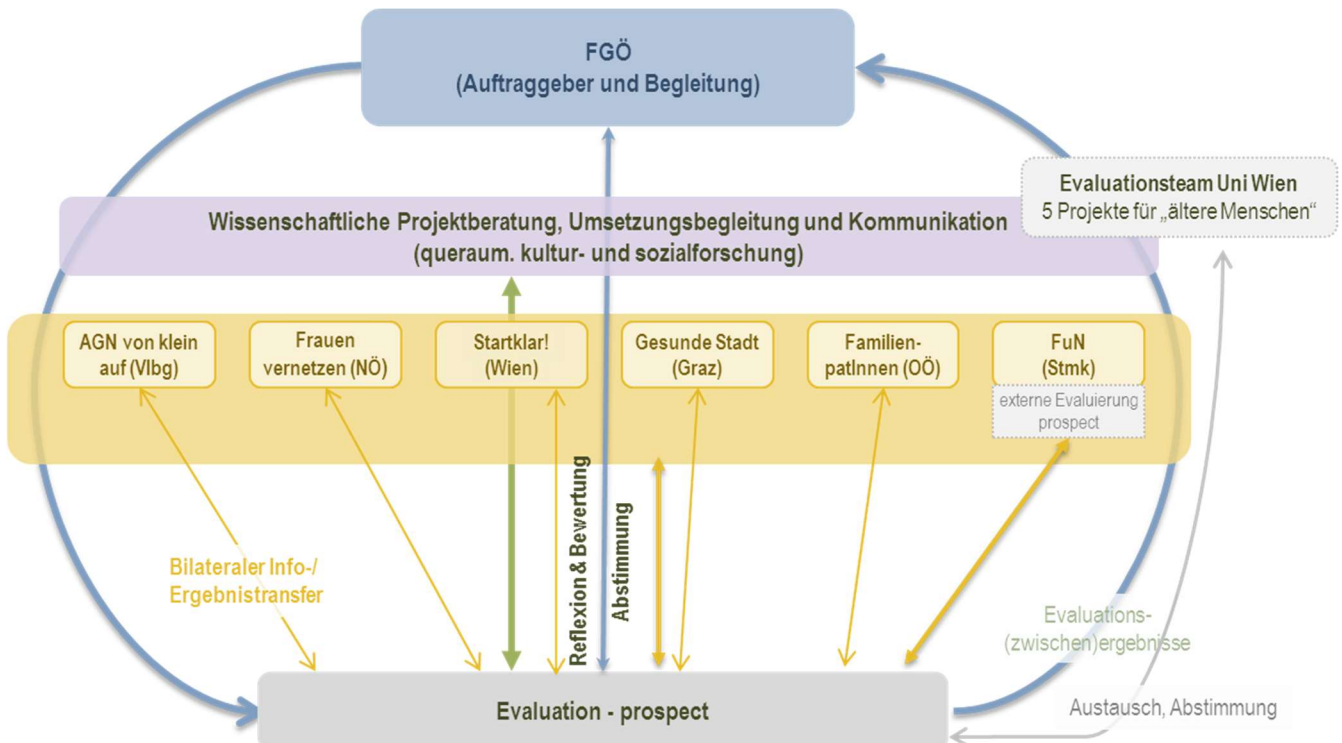 FGÖ
(Auftraggeber und Begleitung)
Evaluationsteam Uni Wien
5 Projekte für „ältere Menschen“
Wissenschaftliche Projektberatung, Umsetzungsbegleitung und Kommunikation
(queraum. kultur- und sozialforschung)
AGN von klein
auf (Vlbg)
Frauen
vernetzen (NÖ)
Startklar!
(Wien)
Gesunde Stadt
(Graz)
Familien-
patInnen (OÖ)
FuN
(Stmk)
externe Evaluierung
prospect
Reflexion & Bewertung
Abstimmung
Bilateraler Info-/
Ergebnistransfer
Evaluations-
(zwischen)ergebnisse
Evaluation - prospect
Austausch, Abstimmung